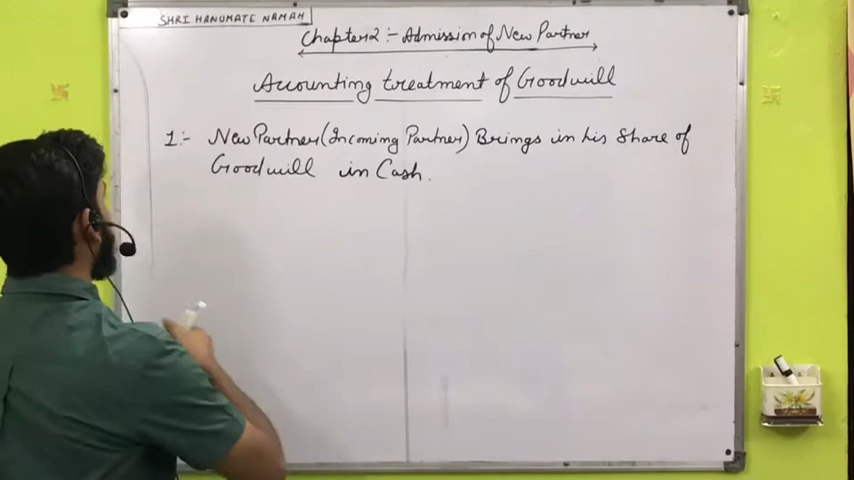 SHRI HANUMATE NAMAH
Chapter 2 :- Admission of New Partner
Accounting treatment of Goodwill
1:- New Partner (Incoming Partner) Brings in his Share of
Goodwill in Cash.